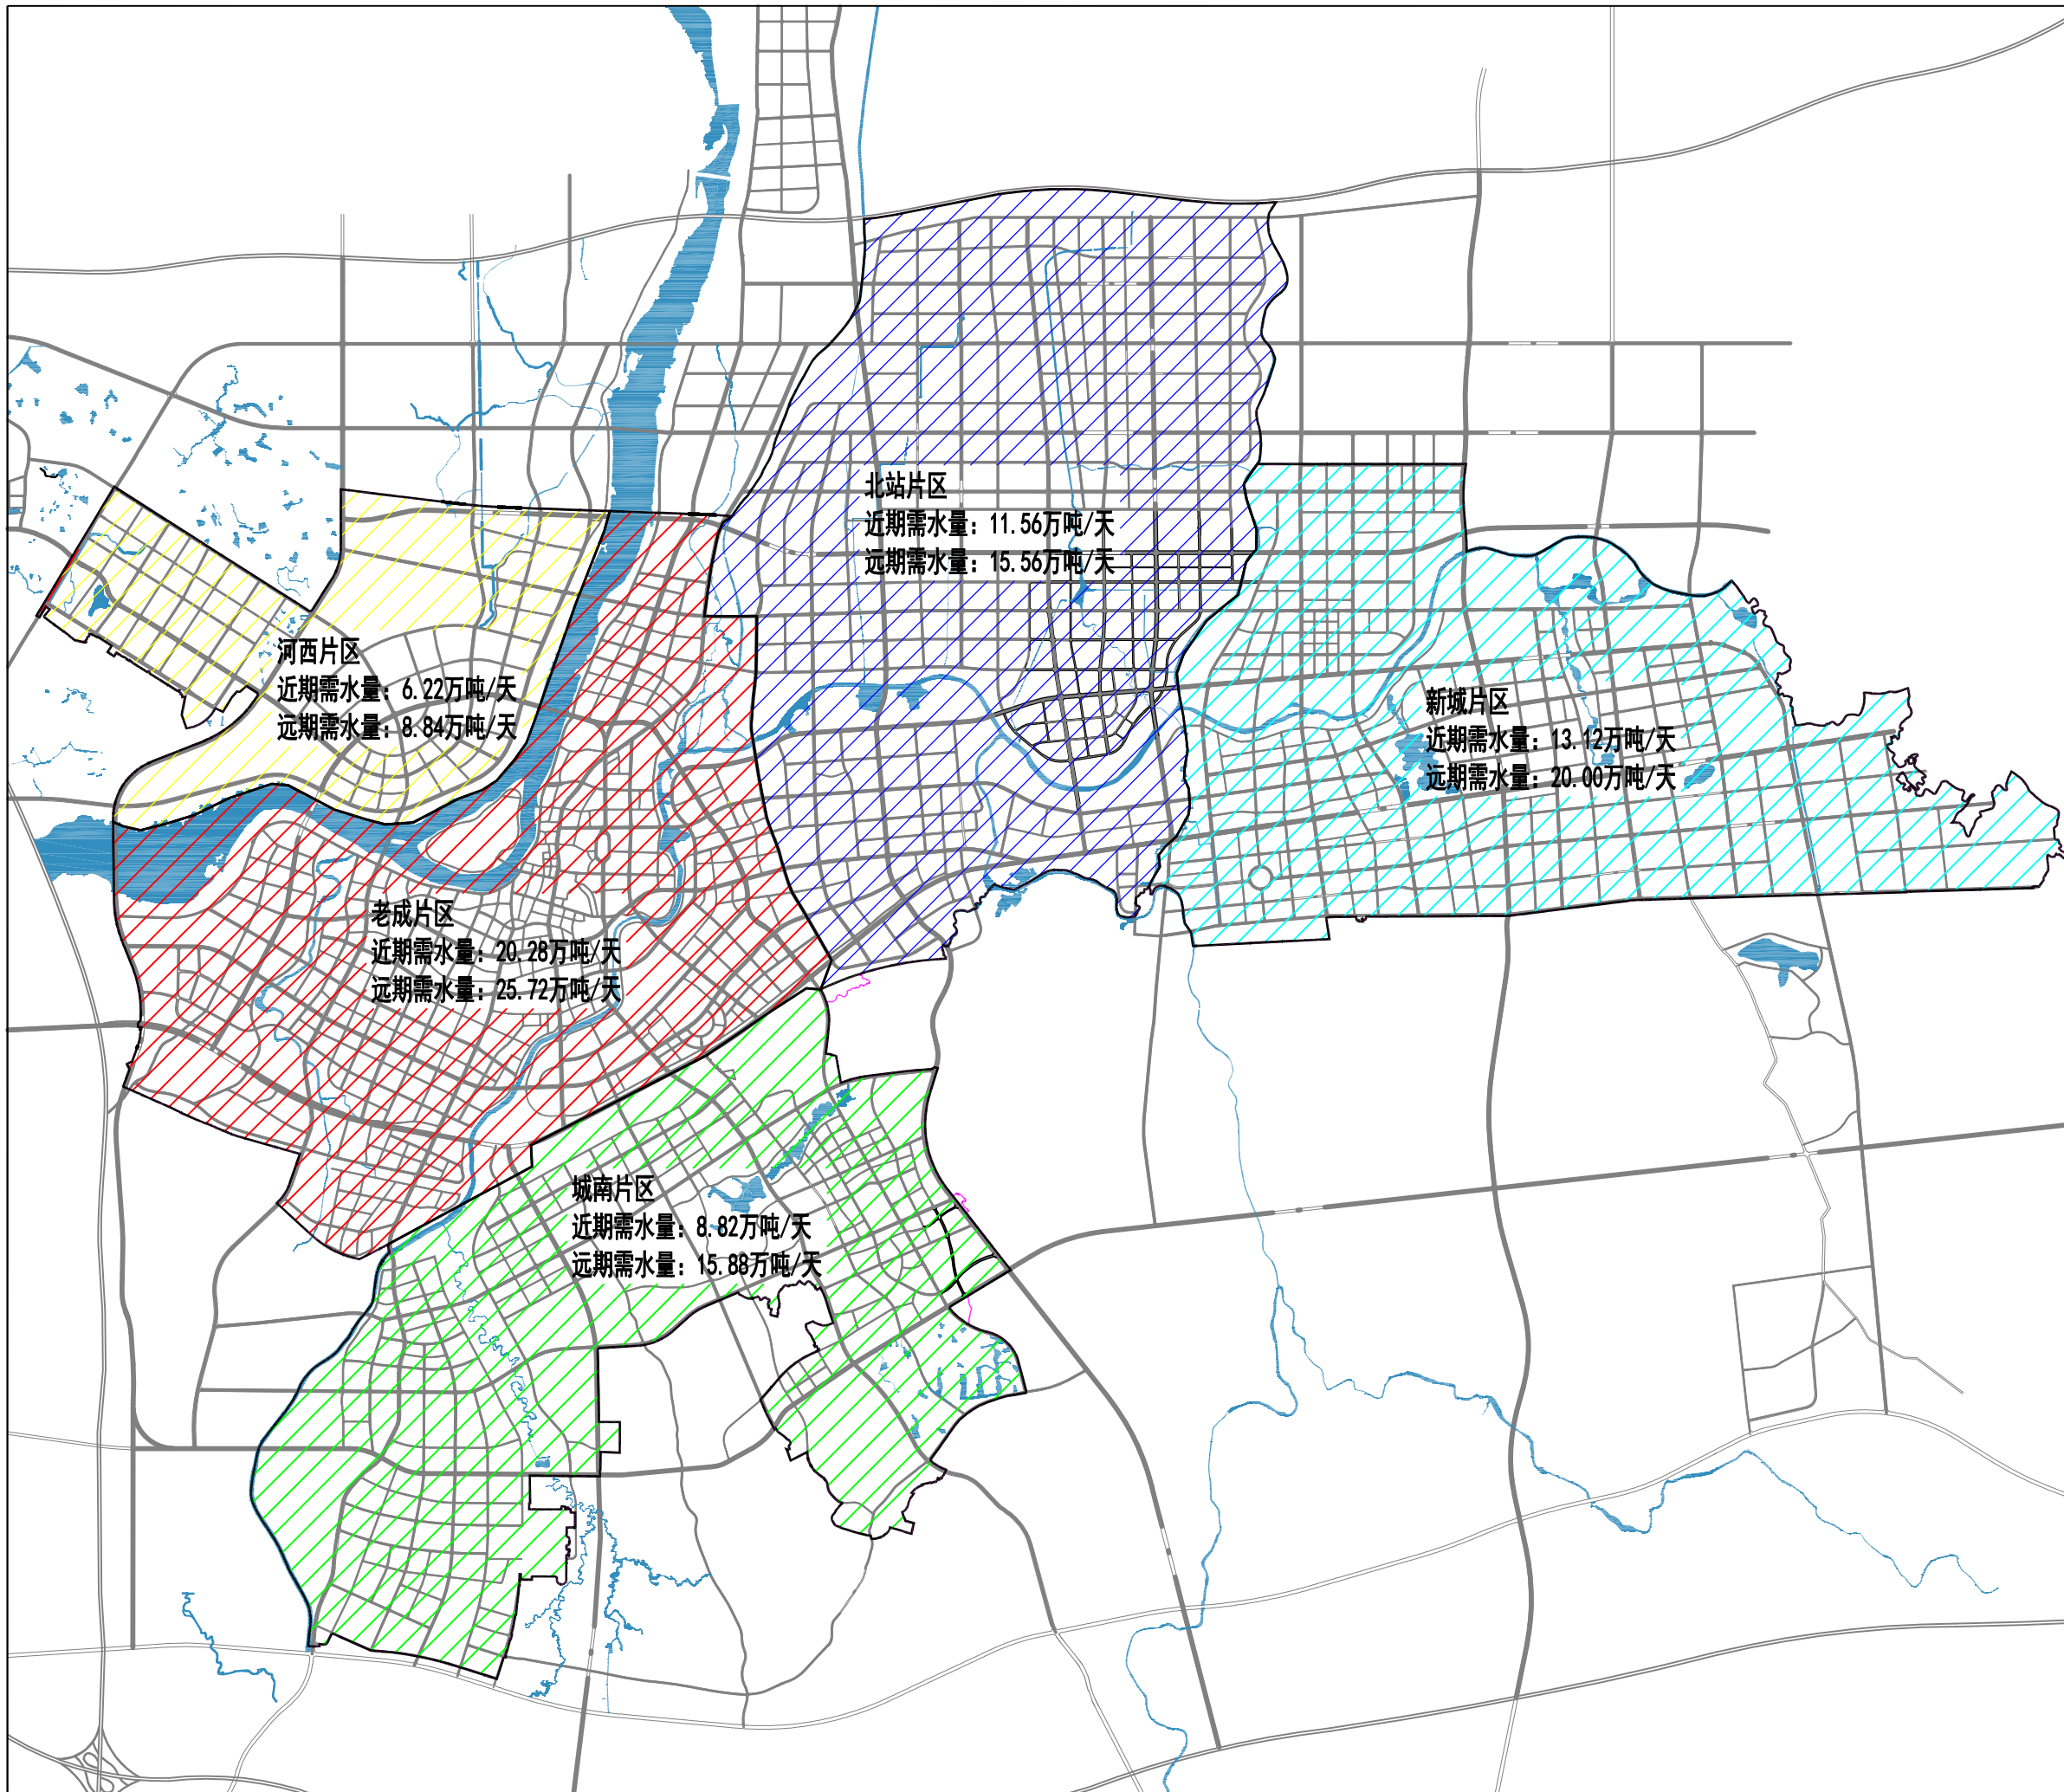 北站片区
近期需水量：11.56万吨/天
远期需水量：15.56万吨/天
河西片区
近期需水量：6.22万吨/天
远期需水量：8.84万吨/天
新城片区
近期需水量：13.12万吨/天
远期需水量：20.00万吨/天
老成片区
近期需水量：20.28万吨/天
远期需水量：25.72万吨/天
城南片区
近期需水量：8.82万吨/天
远期需水量：15.88万吨/天